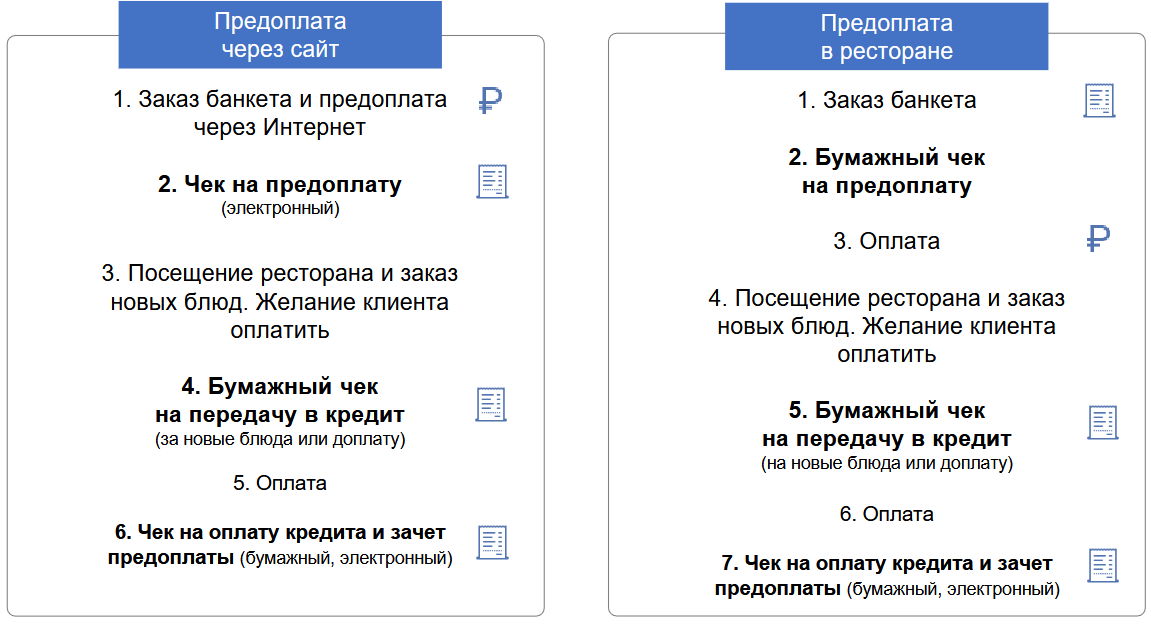 Предоплата
через сайт
1. Заказ банкета и предоплата
через Интернет
₽
2. Чек на предоплату
(электронный)
3. Посещение ресторана и заказ
новых блюд. Желание клиента
оплатить
4. Бумажный чек
на передачу в кредит
(за новые блюда или доплату)
5. Оплата
6. Чек на оплату кредита и зачет
предоплаты (бумажный, электронный)
Предоплата
в ресторане
1. Заказ банкета
2. Бумажный чек
на предоплату
3. Оплата
₽
4. Посещение ресторана и заказ
новых блюд. Желание клиента
оплатить
5. Бумажный чек
на передачу в кредит
(на новые блюда или доплату)
6. Оплата
7. Чек на оплату кредита и зачет
предоплаты (бумажный, электронный)